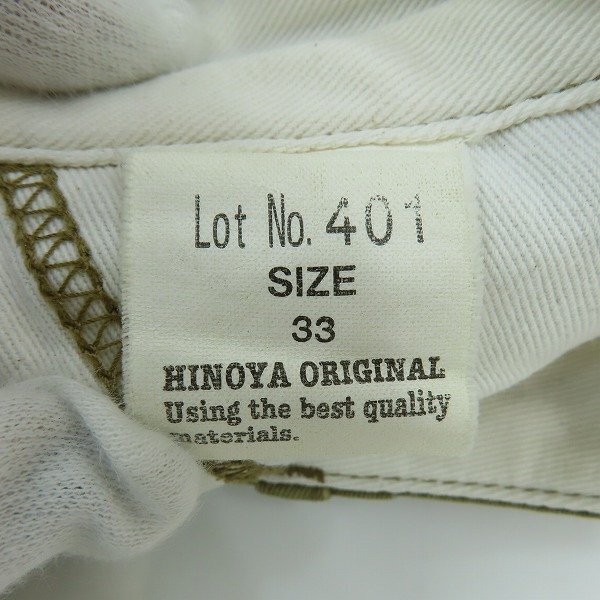 Lot No. 401
SIZE
33
HINOYA ORIGINAL
Using the best quality
materials.